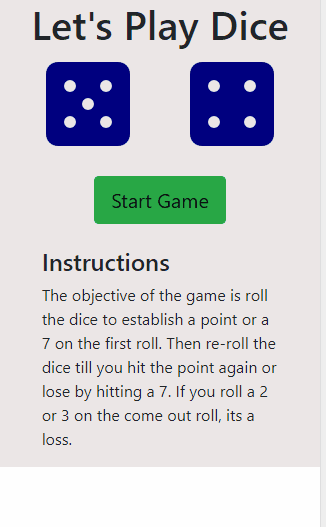 Let's Play Dice
Start Game
Instructions
The objective of the game is roll
the dice to establish a point or a
7 on the first roll. Then re-roll the
dice till you hit the point again or
lose by hitting a 7. If you roll a 2
or 3 on the come out roll, its a
loss.